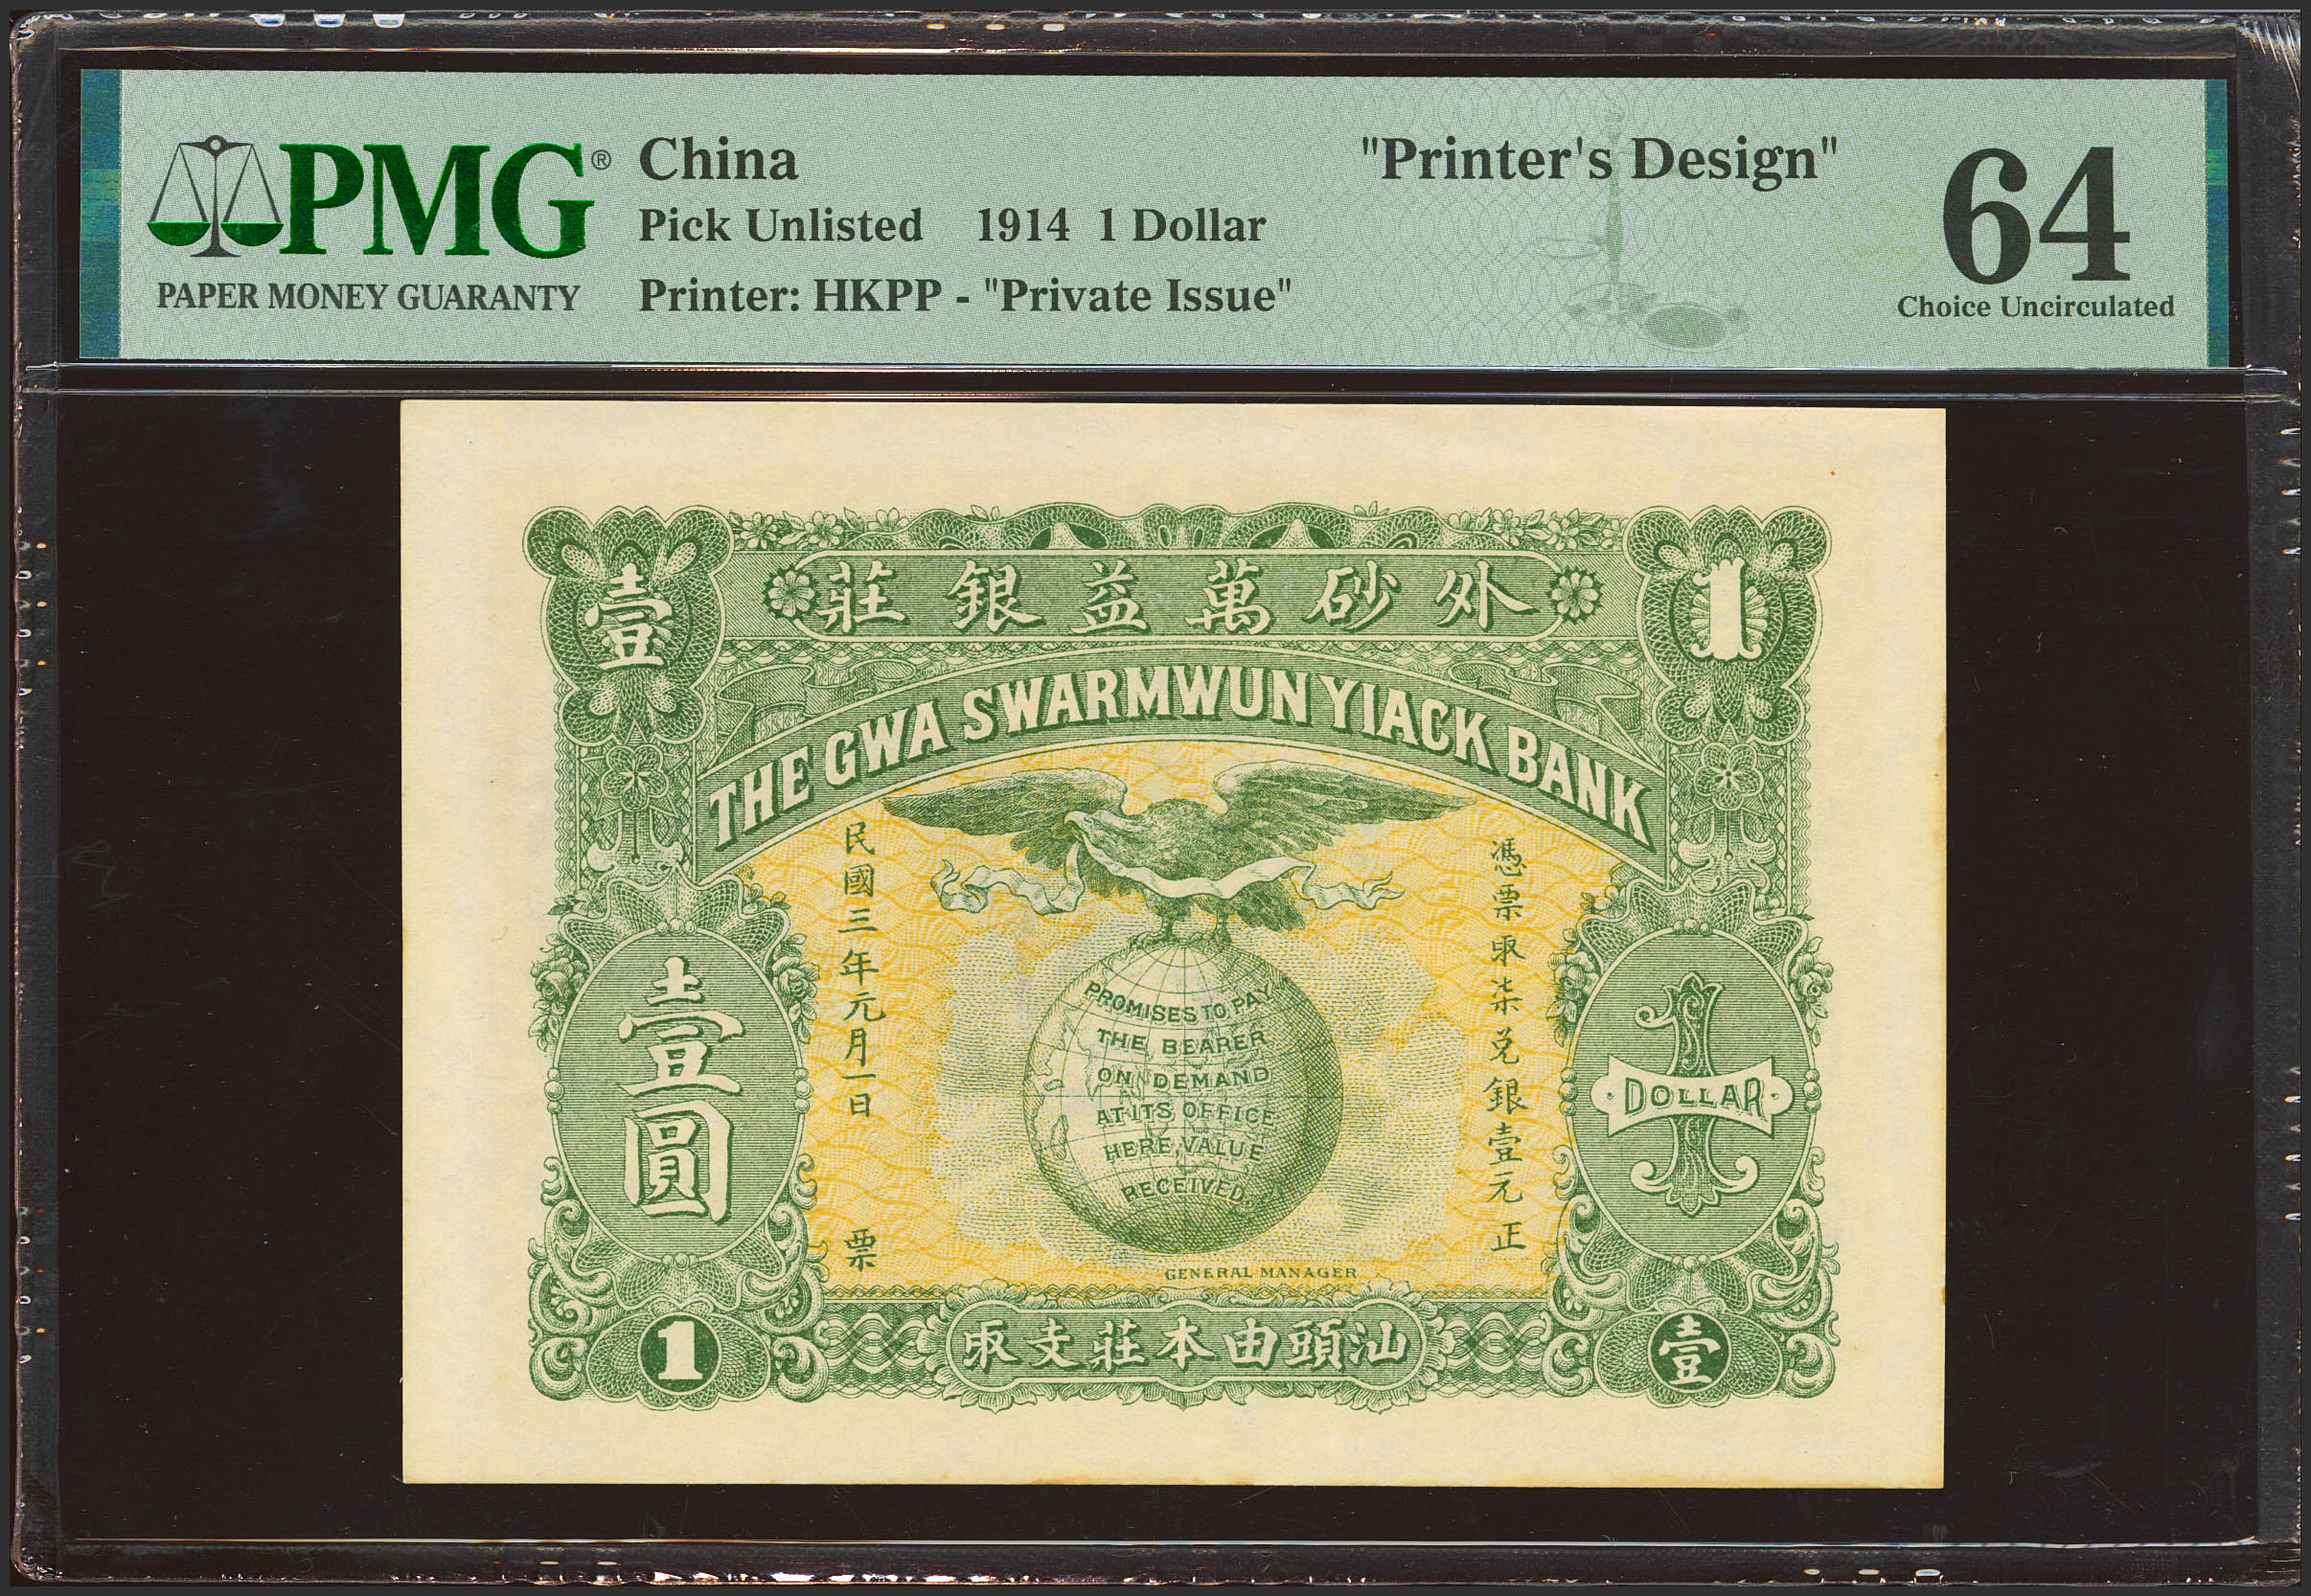 PMG®
PAPER MONEY GUARANTY
China
Pick Unlisted 1914 1 Dollar
Printer: HKPP - "Private Issue"
"Printer's Design"
64
Choice Uncirculated
壹
莊銀益萬砂外
1
THE GWA SWARMWUN YIACK BANK
民國三年元月一日
票
憑票取柒兌銀壹元正
PROMISES TO PAY
THE BEARER
ON DEMAND
AT ITS OFFICE
HERE, VALUE
RECEIVED.
壹圓
1
DOLLAR
GENERAL MANAGER
1
取支莊本由頭汕
壹